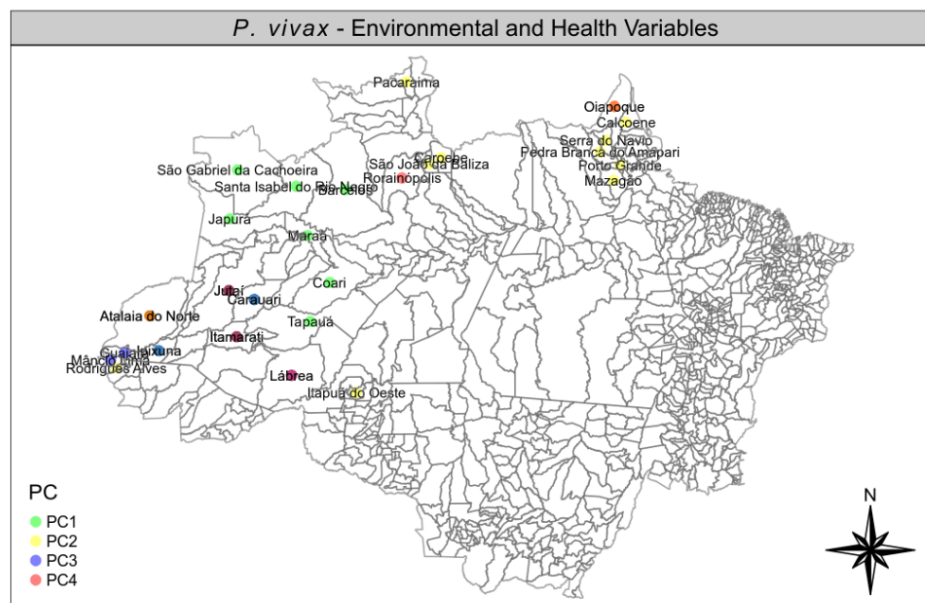 P. vivax - Environmental and Health Variables
Pacaraima
Oiapoque
Calcoene
Serra do Navio
Pedra Branca do Amapari
Porto Grande
Mazagão
Caroebe
São João da Baliza
Rorainópolis
São Gabriel da Cachoeira
Santa Isabel do Rio Negro
Barcelos
Japurá
Maraã
Coari
Jutaí
Carauari
Atalaia do Norte
Tapauá
Itamarati
Guajará
Ipixuna
Mâncio Lima
Rodrigues Alves
Lábrea
Itapuã do Oeste
PC
PC1
PC2
PC3
PC4
N